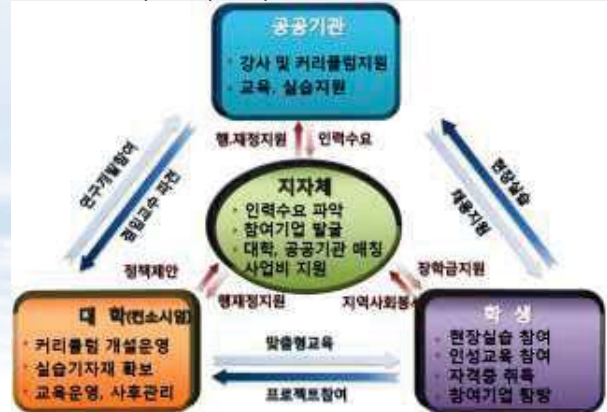 공공기관
· 강사 및 커리큘럼지원
· 교육, 실습지원
행.재정지원
인력수요
연구개발참여
전임교수 파견
현장실습
채용지원
지자체
· 인력수요 파악
· 참여기업 발굴
· 대학, 공공기관 매칭
사업비 지원
정책제안
행재정지원
장학금지원
지역사회봉사
대 학(컨소시엄)
· 커리큘럼 개설운영
· 실습기자재 확보
· 교육운영, 사후관리
맞춤형교육
프로젝트참여
학 생
· 현장실습 참여
· 인성교육 참여
· 자격증 취득
· 참여기업 탐방